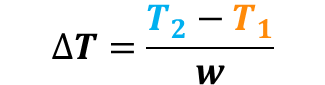 ΔT = (T₂ − T₁) / w